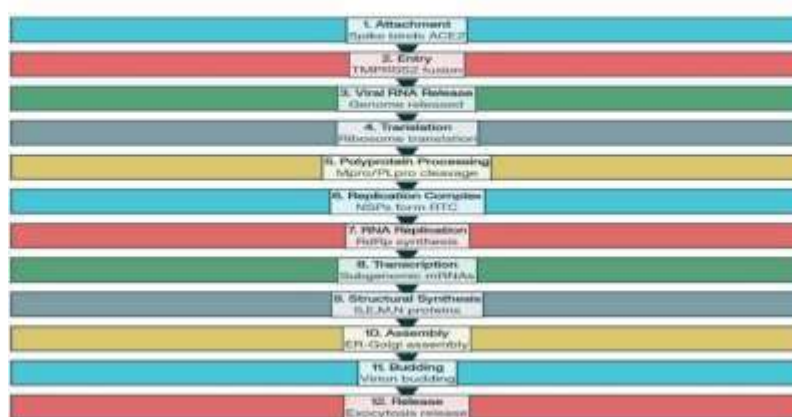 1. Attachment
Spike binds ACE2
2. Entry
TMPRSS2 fusion
3. Viral RNA Release
Genome released
4. Translation
Ribosome translation
5. Polyprotein Processing
Mpro/PLpro cleavage
6. Replication Complex
NSPs form RTC
7. RNA Replication
RdRp synthesis
8. Transcription
Subgenomic mRNAs
9. Structural Synthesis
S,E,M,N proteins
10. Assembly
ER-Golgi assembly
11. Budding
Virion budding
12. Release
Exocytosis release